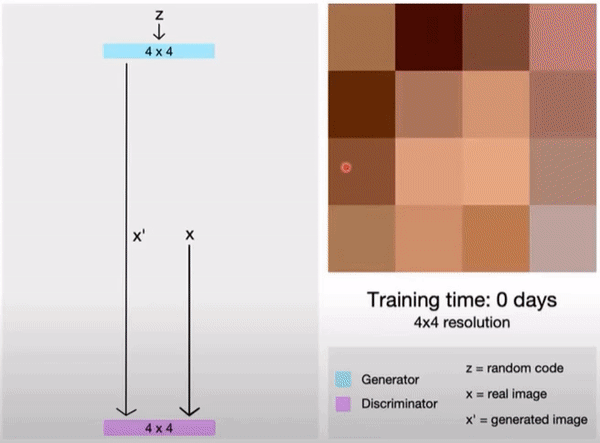 z
4 x 4
x'
x
4 x 4
Training time: 0 days
4x4 resolution
Generator
Discriminator
z = random code
x = real image
x' = generated image